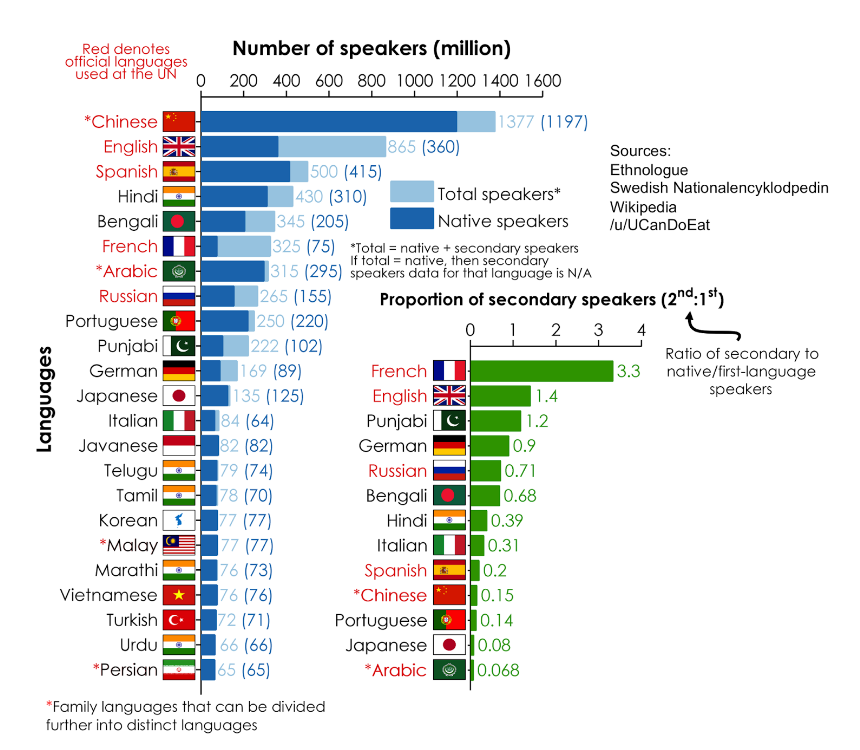 Red denotes
official languages
used at the UN
Number of speakers (million)
0 200 400 600 800 1000 1200 1400 1600
*Chinese 1377 (1197)
English 865 (360)
Spanish 500 (415)
Hindi 430 (310)
Bengali 345 (205)
French 325 (75)
*Arabic 315 (295)
Russian 265 (155)
Portuguese 250 (220)
Punjabi 222 (102)
German 169 (89)
Japanese 135 (125)
Italian 84 (64)
Javanese 82 (82)
Telugu 79 (74)
Tamil 78 (70)
Korean 77 (77)
*Malay 77 (77)
Marathi 76 (73)
Vietnamese 76 (76)
Turkish 72 (71)
Urdu 66 (66)
*Persian 65 (65)
Languages
*Family languages that can be divided
further into distinct languages
Total speakers*
Native speakers
*Total = native + secondary speakers
If total = native, then secondary
speakers data for that language is N/A
Sources:
Ethnologue
Swedish Nationalencyklodpedin
Wikipedia
/u/UCanDoEat
Proportion of secondary speakers (2nd:1st)
0 1 2 3 4
Ratio of secondary to
native/first-language
speakers
French 3.3
English 1.4
Punjabi 1.2
German 0.9
Russian 0.71
Bengali 0.68
Hindi 0.39
Italian 0.31
Spanish 0.2
*Chinese 0.15
Portuguese 0.14
Japanese 0.08
*Arabic 0.068